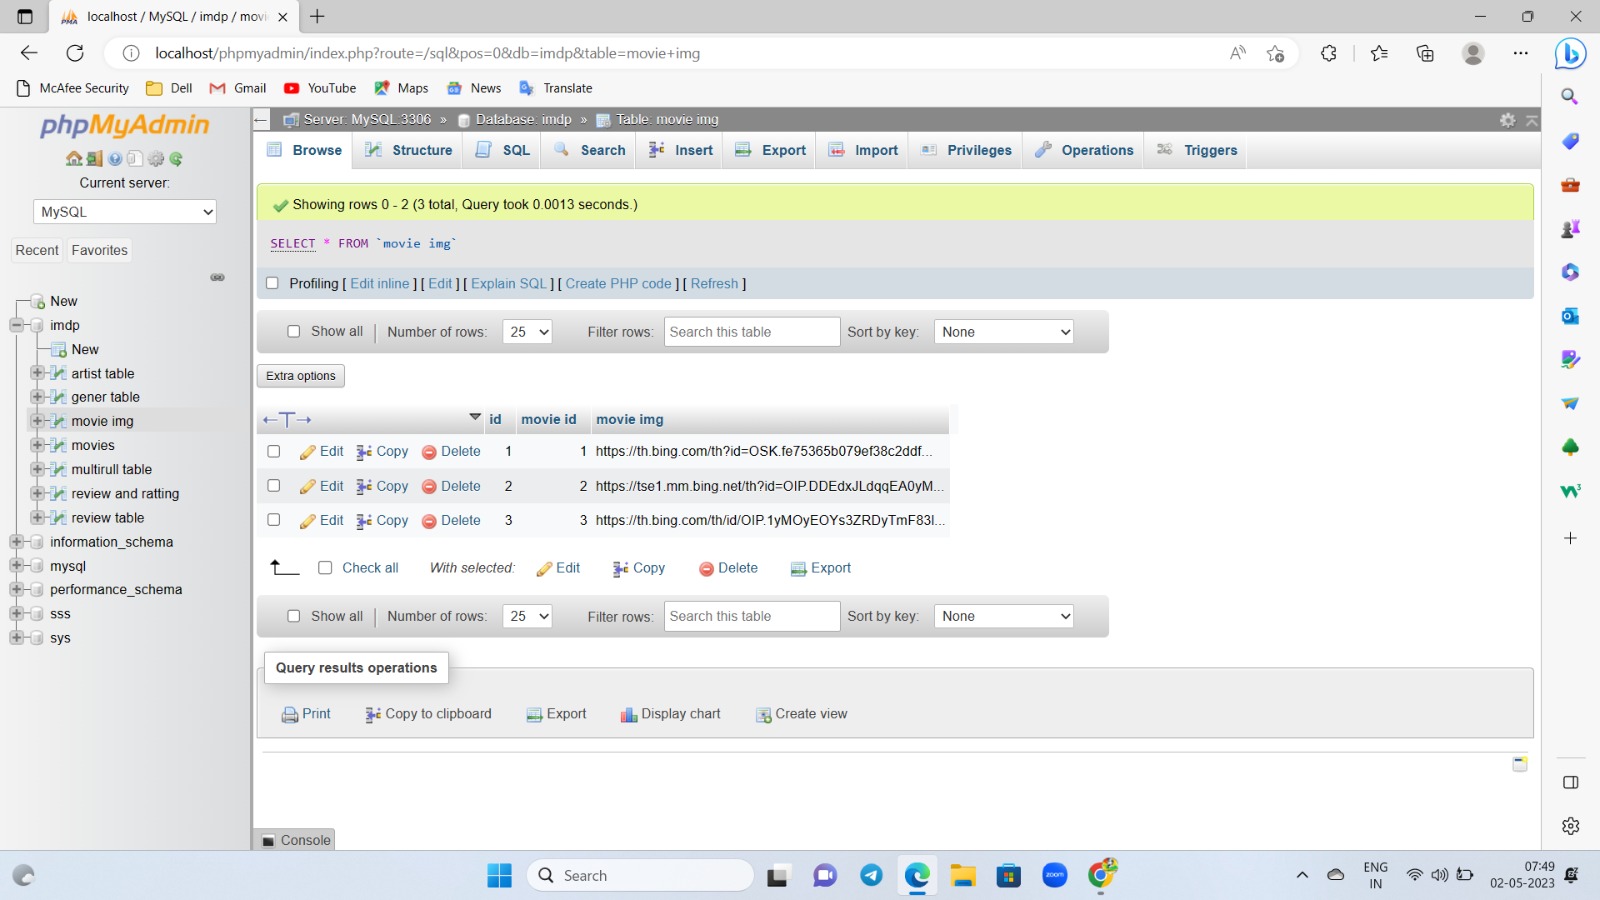 localhost / MySQL / imdp / movi
localhost/phpmyadmin/index.php?route=/sql&pos=0&db=imdp&table=movie+img
McAfee Security Dell Gmail YouTube Maps News Translate
phpMyAdmin
Current server:
MySQL
Recent Favorites
New
imdp
New
artist table
gener table
movie img
movies
multirull table
review and ratting
review table
information_schema
mysql
performance_schema
sss
sys
Server: MySQL:3306 » Database: imdp » Table: movie img
Browse Structure SQL Search Insert Export Import Privileges Operations Triggers
Showing rows 0 - 2 (3 total, Query took 0.0013 seconds.)
SELECT * FROM `movie img`
Profiling [ Edit inline ] [ Edit ] [ Explain SQL ] [ Create PHP code ] [ Refresh ]
Show all | Number of rows: 25 Filter rows: Search this table Sort by key: None
Extra options
←T→ id movie id movie img
Edit Copy Delete 1 1 https://th.bing.com/th?id=OSK.fe75365b079ef38c2ddf...
Edit Copy Delete 2 2 https://tse1.mm.bing.net/th?id=OIP.DDEdxJLdqqEA0yM...
Edit Copy Delete 3 3 https://th.bing.com/th/id/OIP.1yMOyEOYs3ZRDyTmF83I...
Check all With selected: Edit Copy Delete Export
Show all | Number of rows: 25 Filter rows: Search this table Sort by key: None
Query results operations
Print Copy to clipboard Export Display chart Create view
Console
Search
zoom
ENG
IN
07:49
02-05-2023